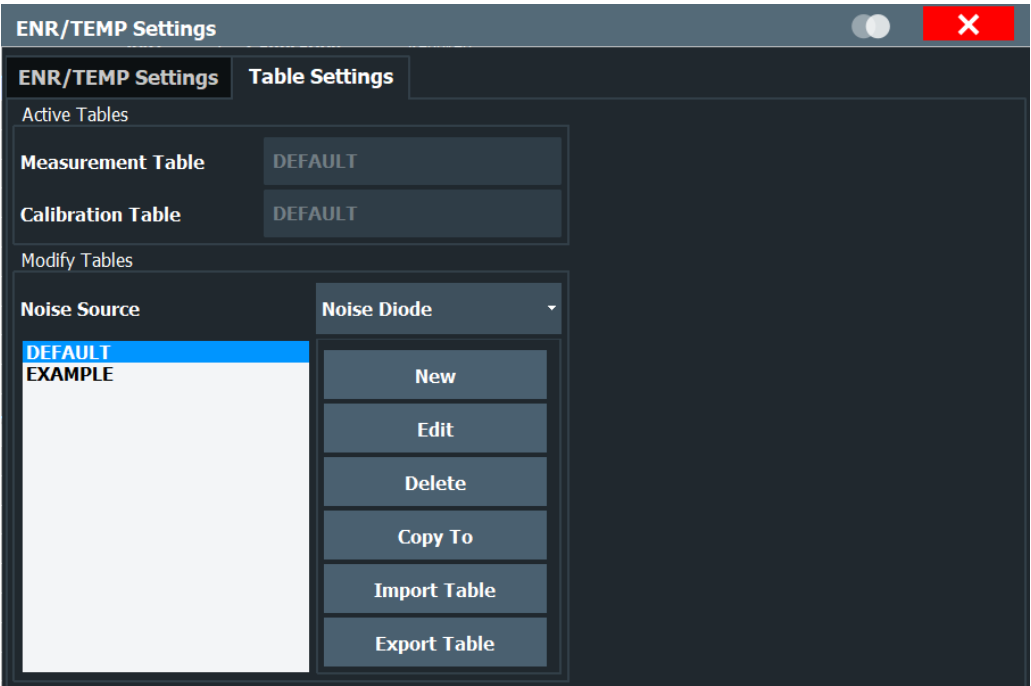 ENR/TEMP Settings
ENR/TEMP Settings Table Settings
Active Tables
Measurement Table DEFAULT
Calibration Table DEFAULT
Modify Tables
Noise Source Noise Diode
DEFAULT
EXAMPLE
New
Edit
Delete
Copy To
Import Table
Export Table